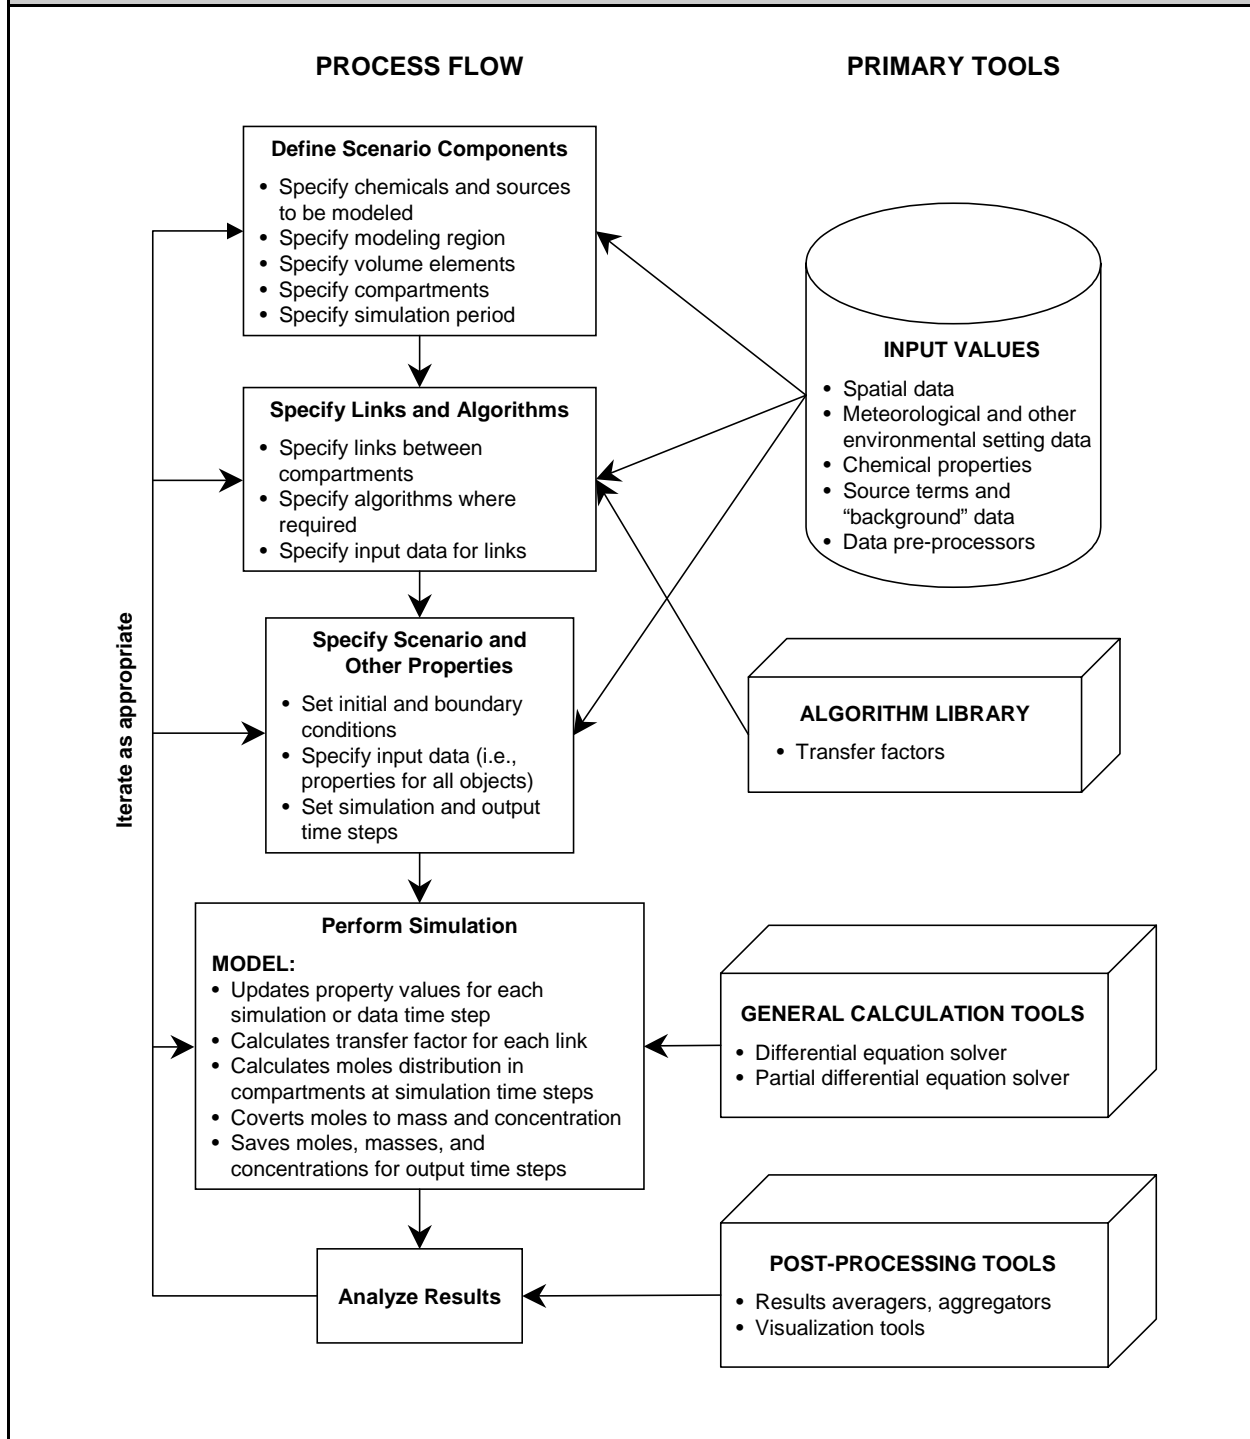 PROCESS FLOW
PRIMARY TOOLS
Define Scenario Components
• Specify chemicals and sources
to be modeled
• Specify modeling region
• Specify volume elements
• Specify compartments
• Specify simulation period
Specify Links and Algorithms
• Specify links between
compartments
• Specify algorithms where
required
• Specify input data for links
Specify Scenario and
Other Properties
• Set initial and boundary
conditions
• Specify input data (i.e.,
properties for all objects)
• Set simulation and output
time steps
Perform Simulation
MODEL:
• Updates property values for each
simulation or data time step
• Calculates transfer factor for each link
• Calculates moles distribution in
compartments at simulation time steps
• Coverts moles to mass and concentration
• Saves moles, masses, and
concentrations for output time steps
Analyze Results
Iterate as appropriate
INPUT VALUES
• Spatial data
• Meteorological and other
environmental setting data
• Chemical properties
• Source terms and
“background” data
• Data pre-processors
ALGORITHM LIBRARY
• Transfer factors
GENERAL CALCULATION TOOLS
• Differential equation solver
• Partial differential equation solver
POST-PROCESSING TOOLS
• Results averagers, aggregators
• Visualization tools